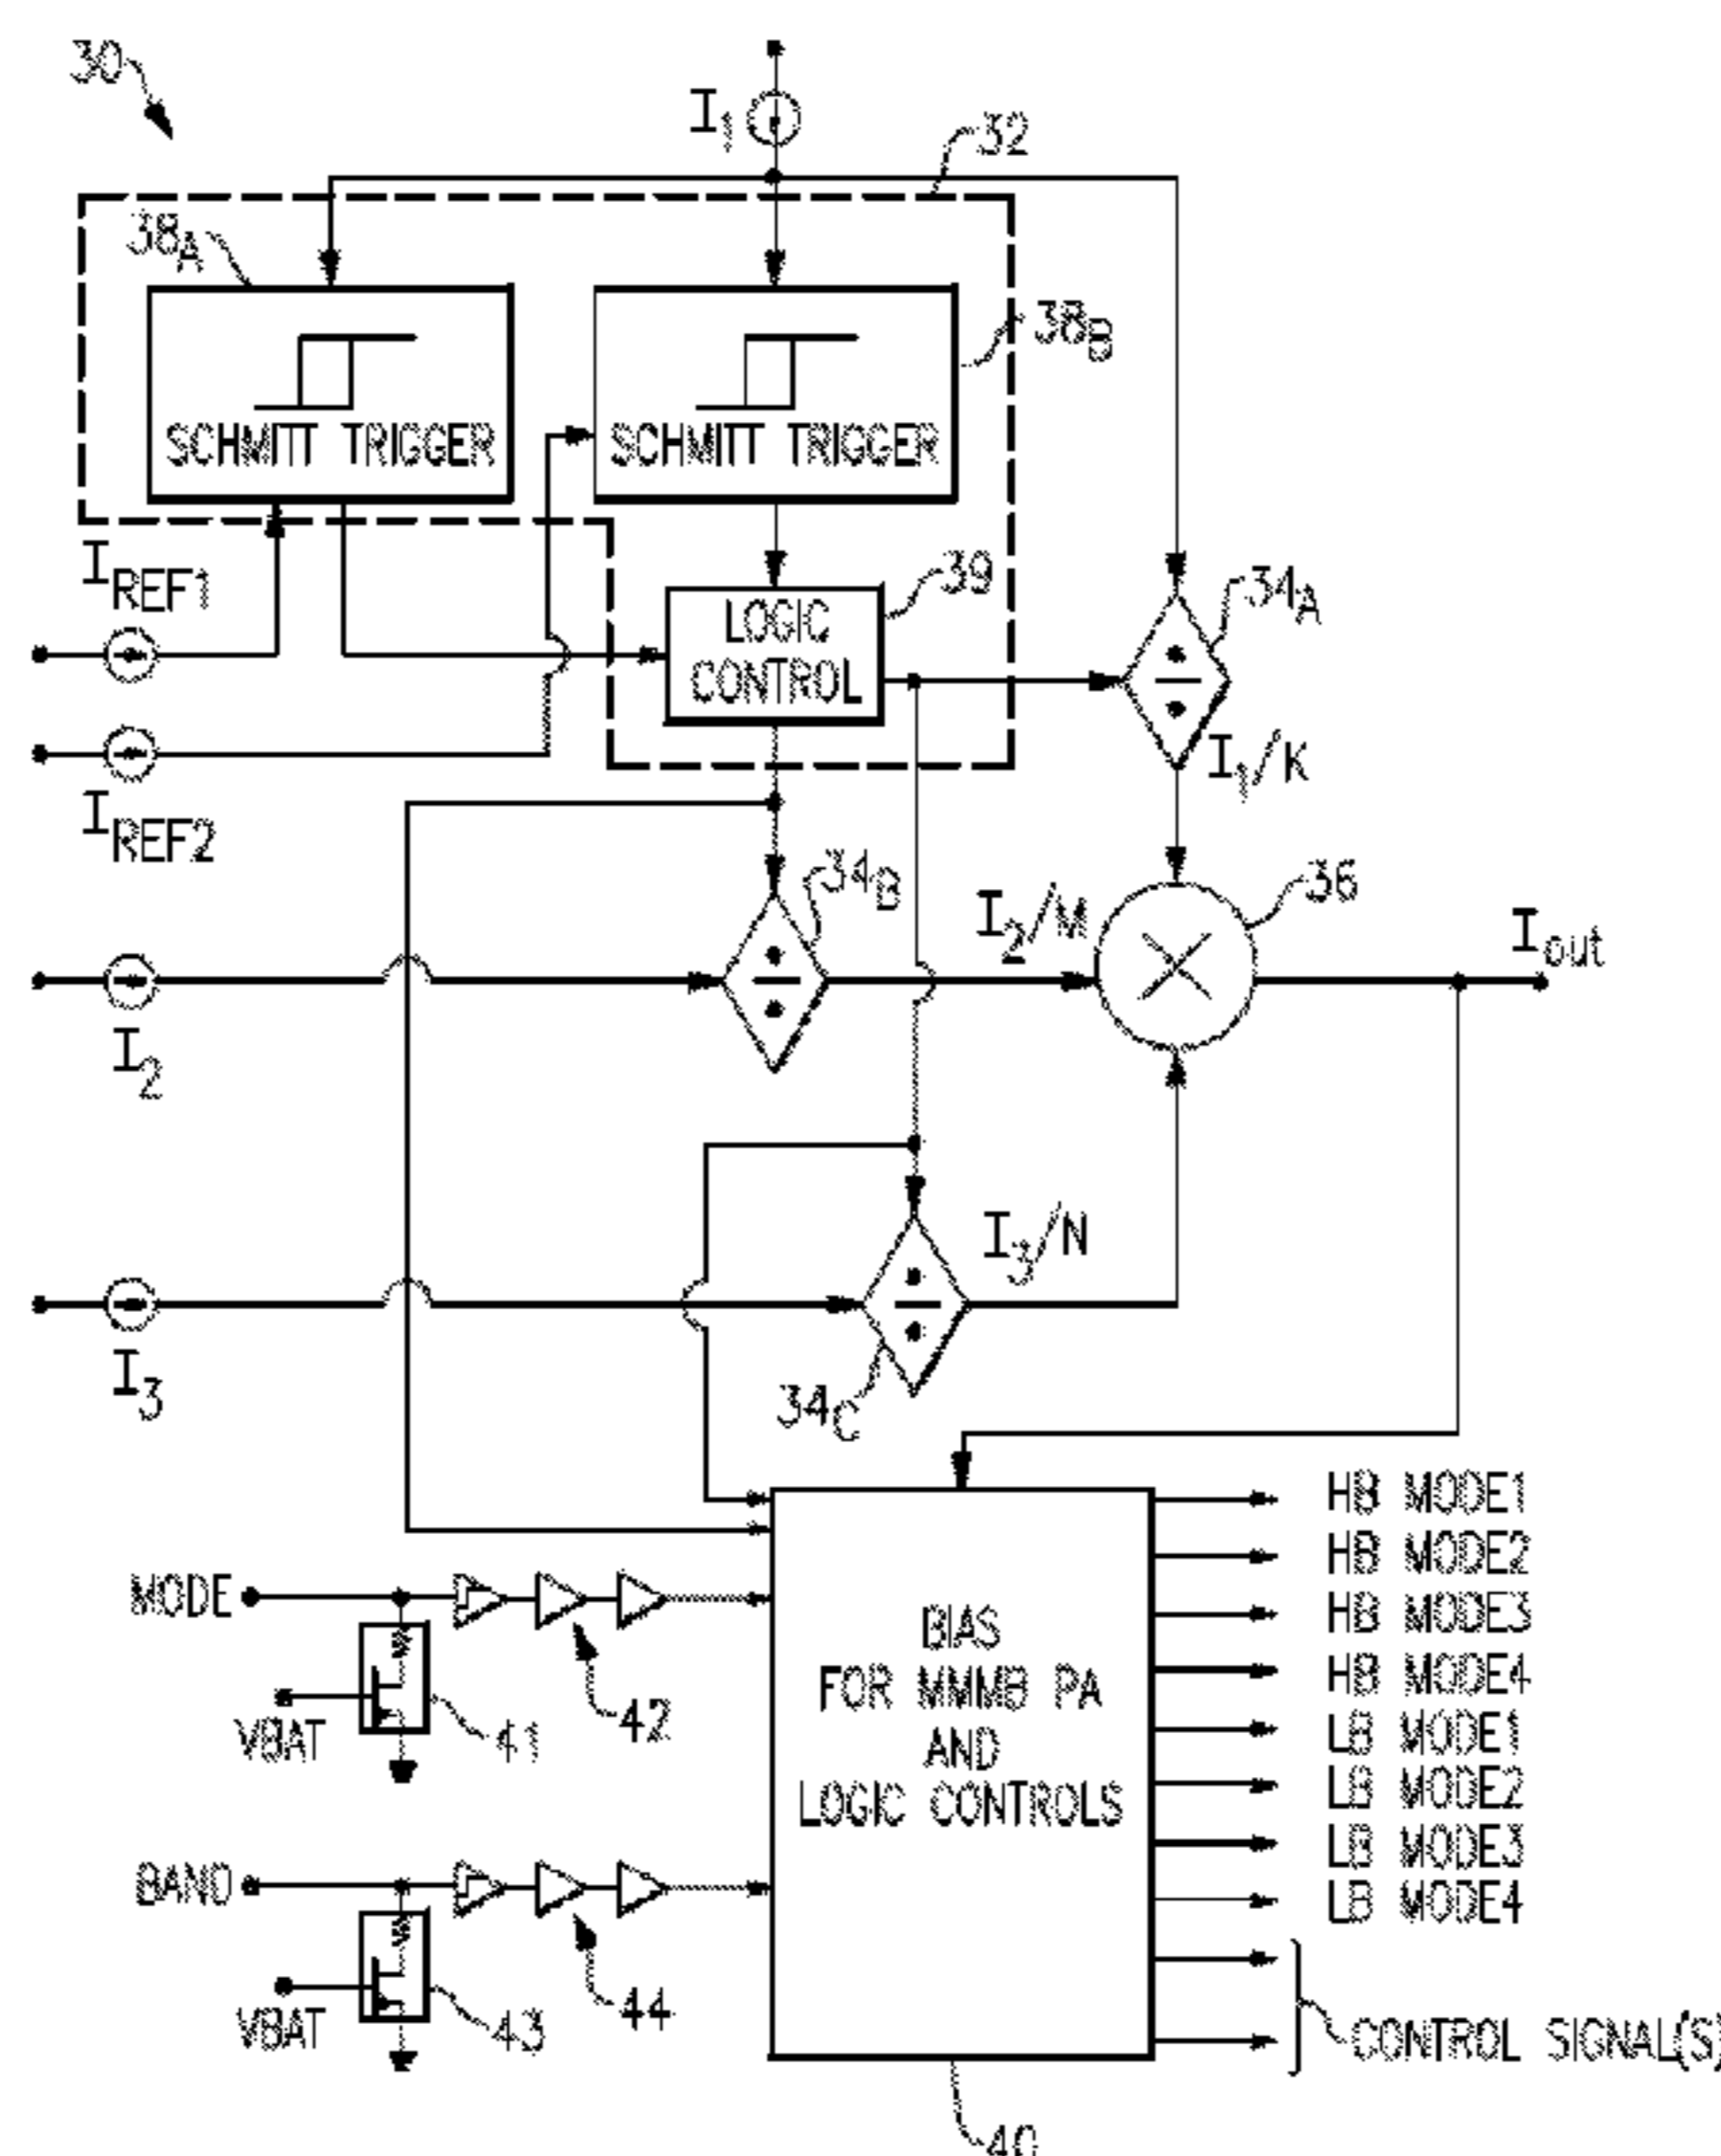 30
I1
32
38A
38B
SCHMITT TRIGGER
SCHMITT TRIGGER
IREF1
39
LOGIC
CONTROL
34A
I1/K
IREF2
34B
I2/M
36
Iout
I2
I3/N
I3
34C
HB MODE1
HB MODE2
HB MODE3
HB MODE4
LB MODE1
LB MODE2
LB MODE3
LB MODE4
CONTROL SIGNAL(S)
MODE
VBAT
41
42
BIAS
FOR MMMB PA
AND
LOGIC CONTROLS
BAND
VBAT
43
44
40